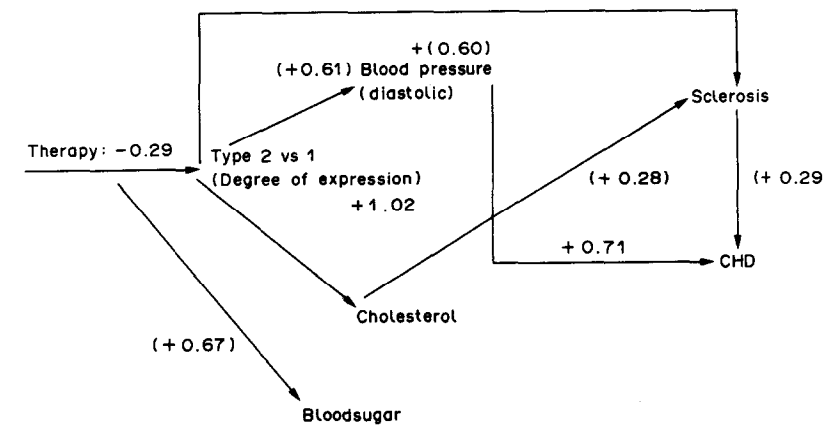 +(0.60)
(+0.61) Blood pressure
(diastolic)
Sclerosis
Therapy: -0.29
Type 2 vs 1
(Degree of expression)
(+ 0.28)
(+ 0.29
+1.02
+ 0.71
CHD
Cholesterol
(+ 0.67)
Bloodsugar